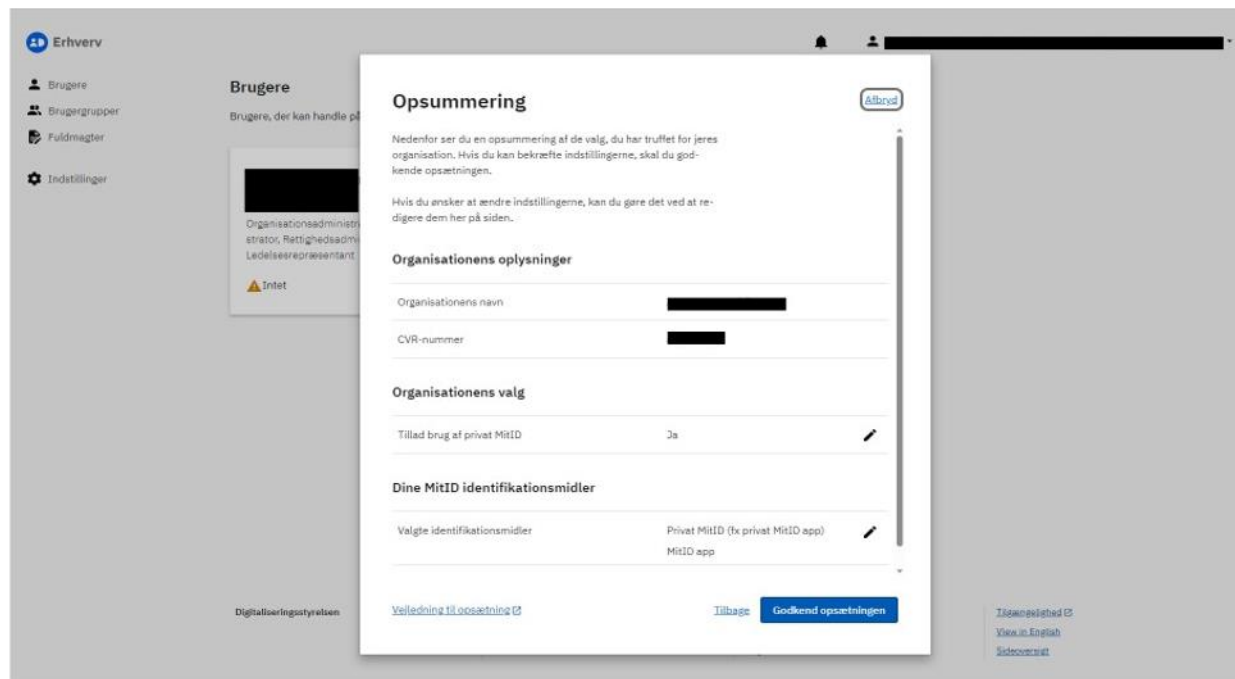 Erhverv
Brugere
Brugergrupper
Fuldmagter
Indstillinger
Brugere
Brugere, der kan handle på
Organisationsadministr
strator, Rettighedsadmi
Ledelsesrepræsentant
Intet
Opsummering
Afbryd
Nedenfor ser du en opsummering af de valg, du har truffet for jeres
organisation. Hvis du kan bekræfte indstillingerne, skal du god-
kende opsætningen.
Hvis du ønsker at ændre indstillingerne, kan du gøre det ved at re-
digere dem her på siden.
Organisationens oplysninger
Organisationens navn
CVR-nummer
Organisationens valg
Tillad brug af privat MitID Ja
Dine MitID identifikationsmidler
Valgte identifikationsmidler Privat MitID (fx privat MitID app)
MitID app
Vejledning til opsætning
Tilbage
Godkend opsætningen
Digitaliseringsstyrelsen
Tilgængelighed
View in English
Sideoversigt